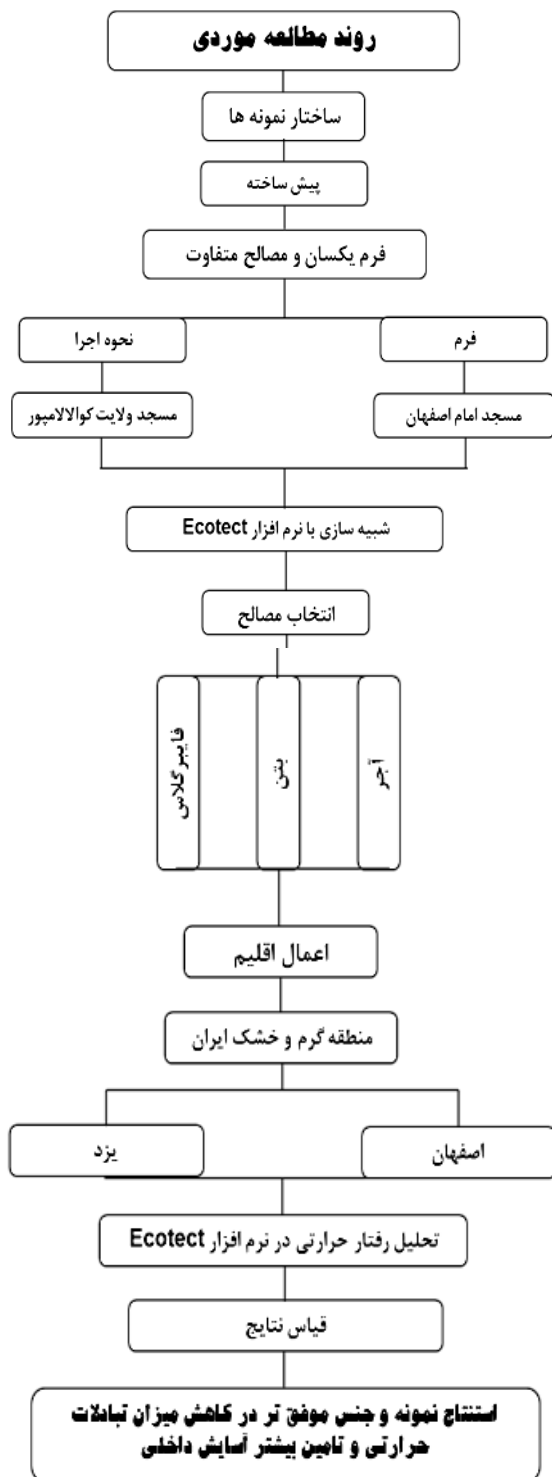 روند مطالعه موردی
ساختار نمونه ها
پیش ساخته
فرم یکسان و مصالح متفاوت
فرم
نحوه اجرا
مسجد امام اصفهان
مسجد ولایت کوالالامپور
شبیه سازی با نرم افزار Ecotect
انتخاب مصالح
آجر
بتن
فایبرگلاس
اعمال اقلیم
منطقه گرم و خشک ایران
اصفهان
یزد
تحلیل رفتار حرارتی در نرم افزار Ecotect
قیاس نتایج
استنتاج نمونه و جنس موفق تر در کاهش میزان تبادلات
حرارتی و تامین بیشتر آسایش داخلی